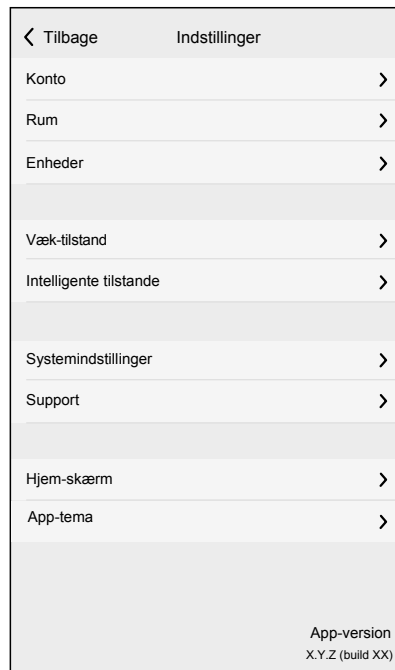 Tilbage Indstillinger
Konto
Rum
Enheder
Væk-tilstand
Intelligente tilstande
Systemindstillinger
Support
Hjem-skærm
App-tema
App-version
X.Y.Z (build XX)